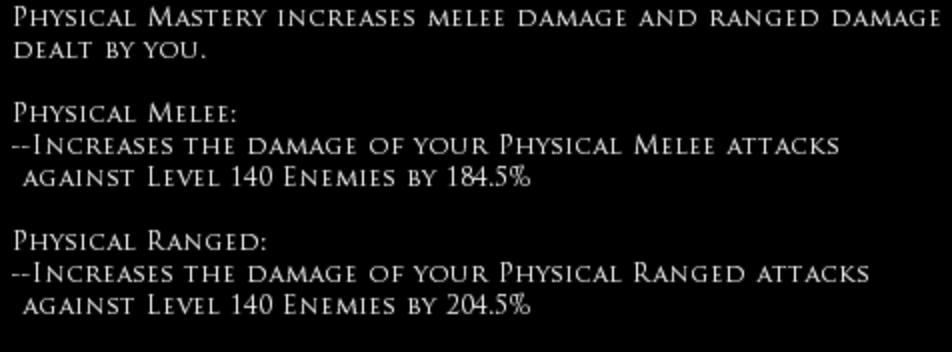 Physical Mastery increases melee damage and ranged damage
dealt by you.
Physical Melee:
--Increases the damage of your Physical Melee attacks
against Level 140 Enemies by 184.5%
Physical Ranged:
--Increases the damage of your Physical Ranged attacks
against Level 140 Enemies by 204.5%